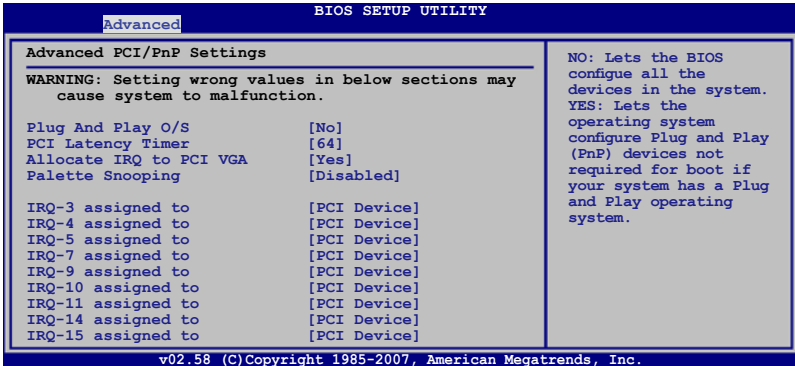 BIOS SETUP UTILITY
Advanced
Advanced PCI/PnP Settings
WARNING: Setting wrong values in below sections may
cause system to malfunction.
Plug And Play O/S [No]
PCI Latency Timer [64]
Allocate IRQ to PCI VGA [Yes]
Palette Snooping [Disabled]
IRQ-3 assigned to [PCI Device]
IRQ-4 assigned to [PCI Device]
IRQ-5 assigned to [PCI Device]
IRQ-7 assigned to [PCI Device]
IRQ-9 assigned to [PCI Device]
IRQ-10 assigned to [PCI Device]
IRQ-11 assigned to [PCI Device]
IRQ-14 assigned to [PCI Device]
IRQ-15 assigned to [PCI Device]
NO: Lets the BIOS
configue all the
devices in the system.
YES: Lets the
operating system
configure Plug and Play
(PnP) devices not
required for boot if
your system has a Plug
and Play operating
system.
v02.58 (C)Copyright 1985-2007, American Megatrends, Inc.